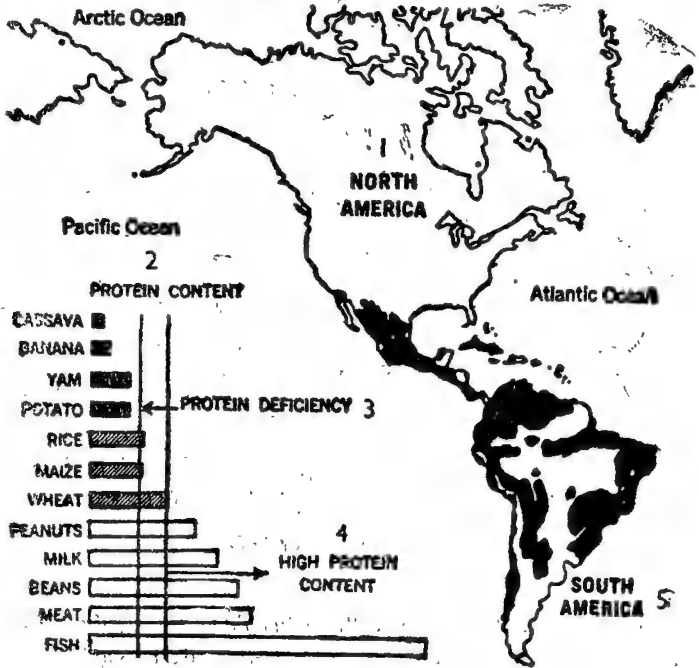 Arctic Ocean
1
NORTH
AMERICA
Pacific Ocean
2
PROTEIN CONTENT
Atlantic Ocean
CASSAVA
BANANA
YAM
POTATO
PROTEIN DEFICIENCY 3
RICE
MAIZE
WHEAT
PEANUTS
4
MILK
HIGH PROTEIN
CONTENT
BEANS
MEAT
SOUTH
AMERICA 5
FISH